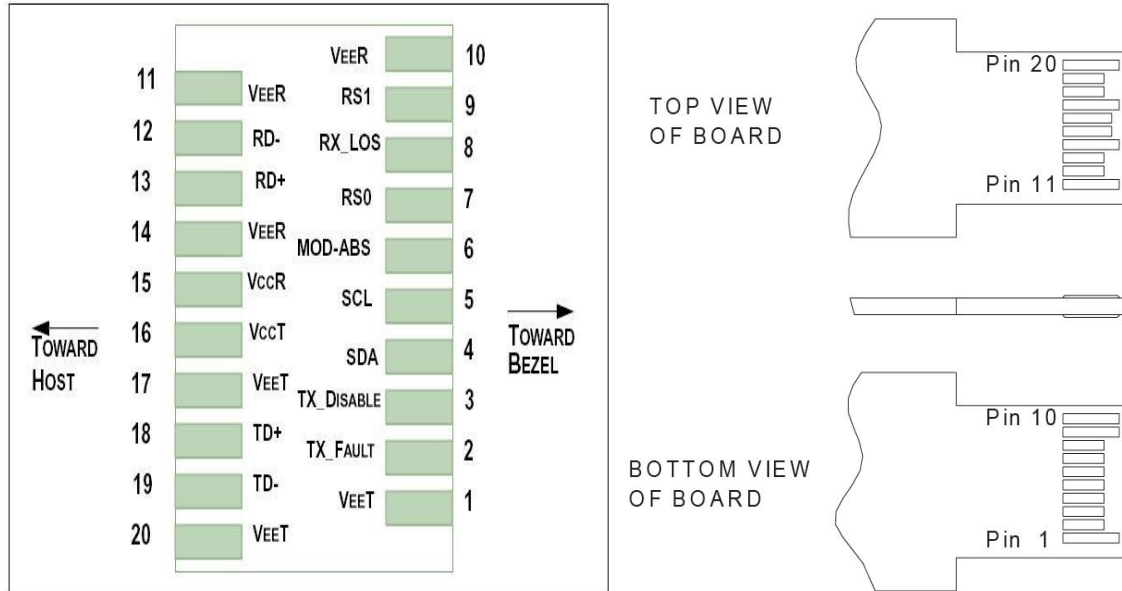 11
12
13
14
15
16
17
18
19
20
VEER
RD-
RD+
VEER
VCCR
VCCT
VEET
TD+
TD-
VEET
VEER
RS1
RX_LOS
RS0
MOD-ABS
SCL
SDA
TX_DISABLE
TX_FAULT
VEET
10
9
8
7
6
5
4
3
2
1
TOWARD
HOST
TOWARD
BEZEL
TOP VIEW
OF BOARD
Pin 20
Pin 11
BOTTOM VIEW
OF BOARD
Pin 10
Pin 1